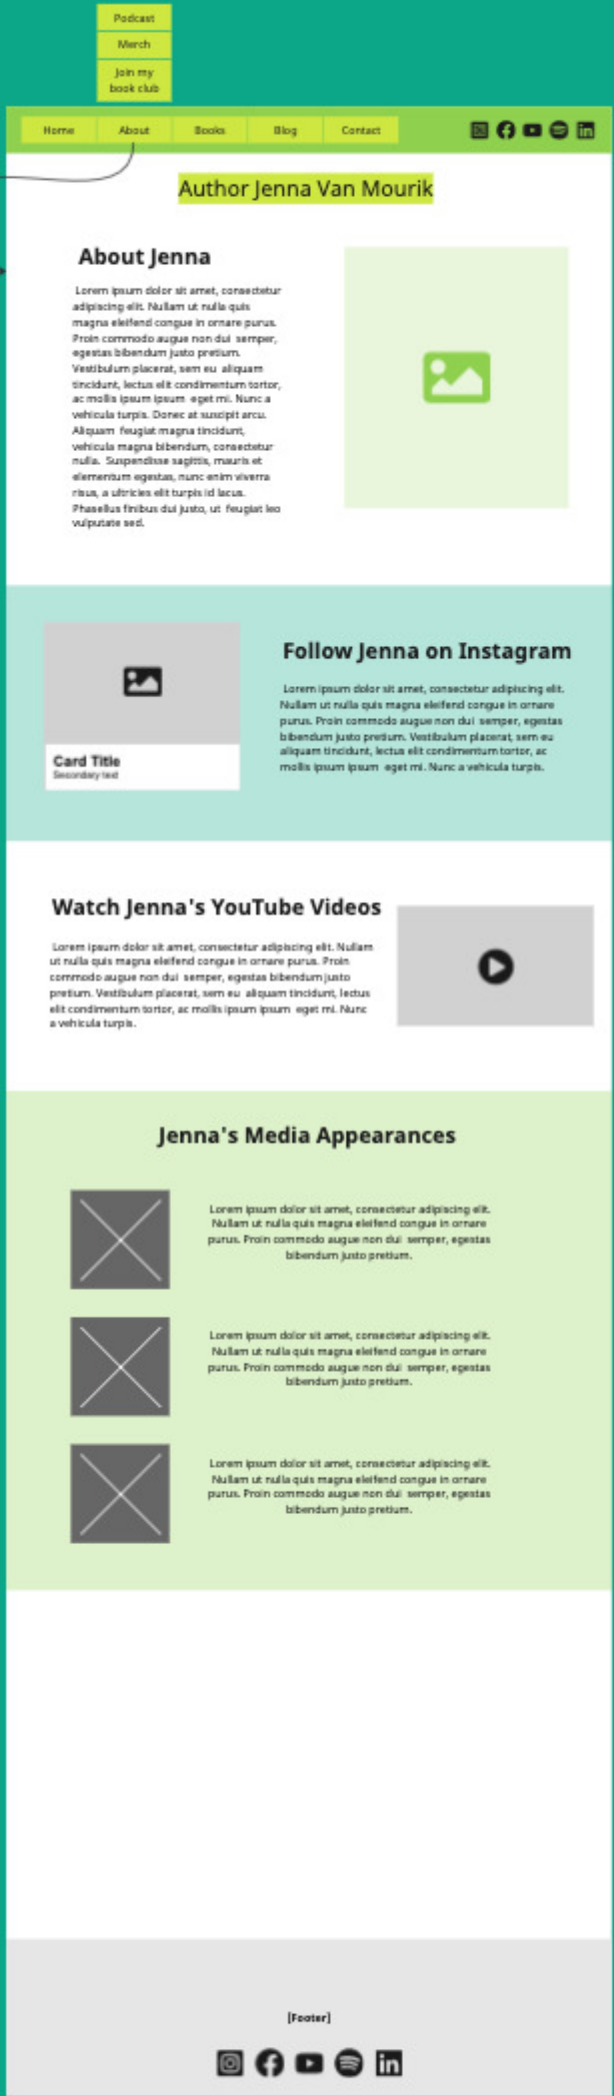 Podcast
Merch
Join my
book club
Home
About
Books
Blog
Contact
Author Jenna Van Mourik
About Jenna
Lorem ipsum dolor sit amet, consectetur
adipiscing elit. Nullam ut nulla quis
magna eleifend congue in ornare purus.
Proin commodo augue non dui semper,
egestas bibendum justo pretium.
Vestibulum placerat, sem eu aliquam
tincidunt, lectus elit condimentum tortor,
ac mollis ipsum ipsum eget mi. Nunc a
vehicula turpis. Donec at suscipit arcu.
Aliquam feugiat magna tincidunt,
vehicula magna bibendum, consectetur
nulla. Suspendisse sagittis, mauris et
elementum egestas, nunc enim viverra
risus, a ultricies elit turpis id lacus.
Phasellus finibus dui justo, ut feugiat leo
vulputate sed.
Follow Jenna on Instagram
Lorem ipsum dolor sit amet, consectetur adipiscing elit.
Nullam ut nulla quis magna eleifend congue in ornare
purus. Proin commodo augue non dui semper, egestas
bibendum justo pretium. Vestibulum placerat, sem eu
aliquam tincidunt, lectus elit condimentum tortor, ac
mollis ipsum ipsum eget mi. Nunc a vehicula turpis.
Card Title
Secondary text
Watch Jenna's YouTube Videos
Lorem ipsum dolor sit amet, consectetur adipiscing elit. Nullam
ut nulla quis magna eleifend congue in ornare purus. Proin
commodo augue non dui semper, egestas bibendum justo
pretium. Vestibulum placerat, sem eu aliquam tincidunt, lectus
elit condimentum tortor, ac mollis ipsum ipsum eget mi. Nunc
a vehicula turpis.
Jenna's Media Appearances
Lorem ipsum dolor sit amet, consectetur adipiscing elit.
Nullam ut nulla quis magna eleifend congue in ornare
purus. Proin commodo augue non dui semper, egestas
bibendum justo pretium.
Lorem ipsum dolor sit amet, consectetur adipiscing elit.
Nullam ut nulla quis magna eleifend congue in ornare
purus. Proin commodo augue non dui semper, egestas
bibendum justo pretium.
Lorem ipsum dolor sit amet, consectetur adipiscing elit.
Nullam ut nulla quis magna eleifend congue in ornare
purus. Proin commodo augue non dui semper, egestas
bibendum justo pretium.
[Footer]